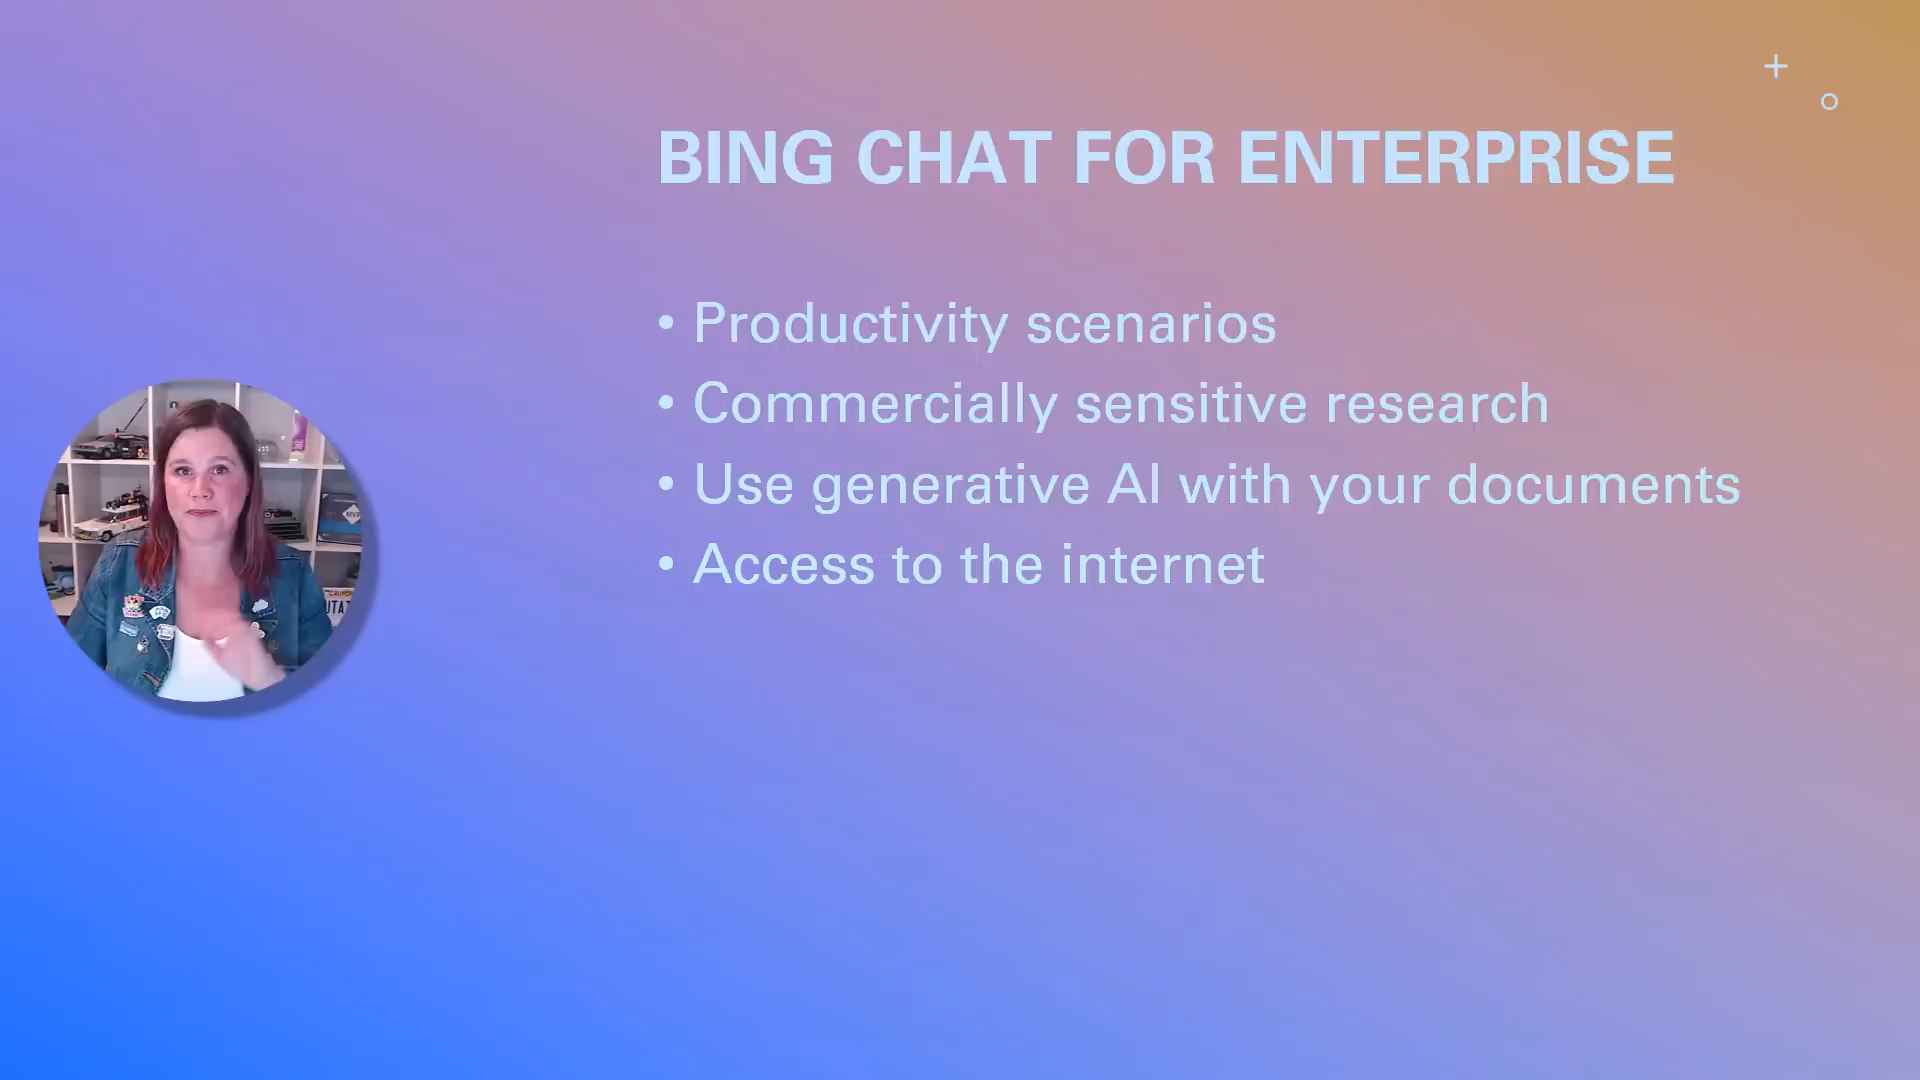 BING CHAT FOR ENTERPRISE
• Productivity scenarios
• Commercially sensitive research
• Use generative AI with your documents
• Access to the internet
MVP